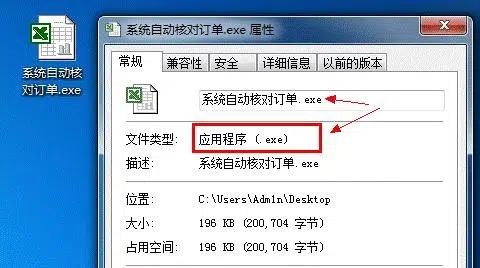 系统自动核
对订单.exe
系统自动核对订单.exe 属性
常规 兼容性 安全 详细信息 以前的版本
系统自动核对订单.exe
文件类型: 应用程序 (.exe)
描述: 系统自动核对订单.exe
位置: C:\Users\Adm1n\Desktop
大小: 196 KB (200,704 字节)
占用空间: 196 KB (200,704 字节)